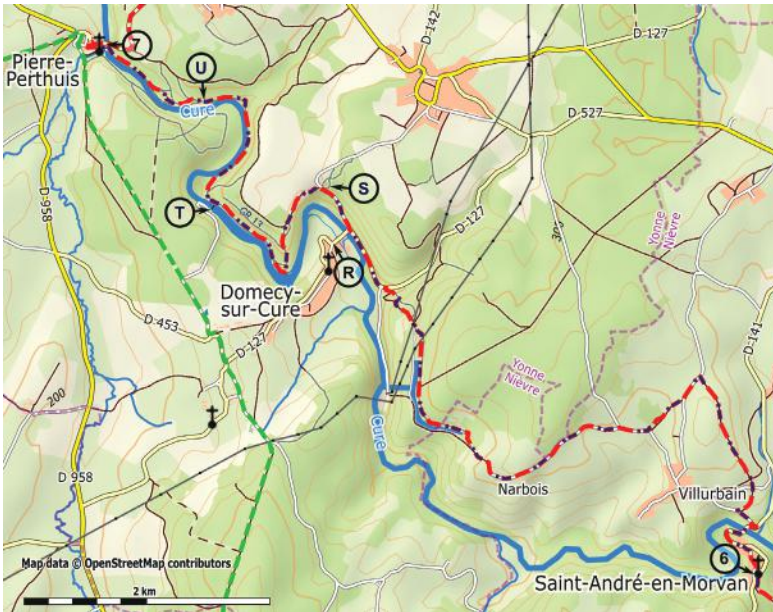 D-142
D-127
7
Pierre-
Perthuis
U
Cure
D 527
D-958
S
T
GR 13
D-127
303
Yonne
Nièvre
R
Domecy-
sur-Cure
D 453
D-127
D-141
Yonne
Nièvre
200
Cure
D 958
Narbois
Villurbain
6
Map data © OpenStreetMap contributors
2 km
Saint-André-en-Morvan